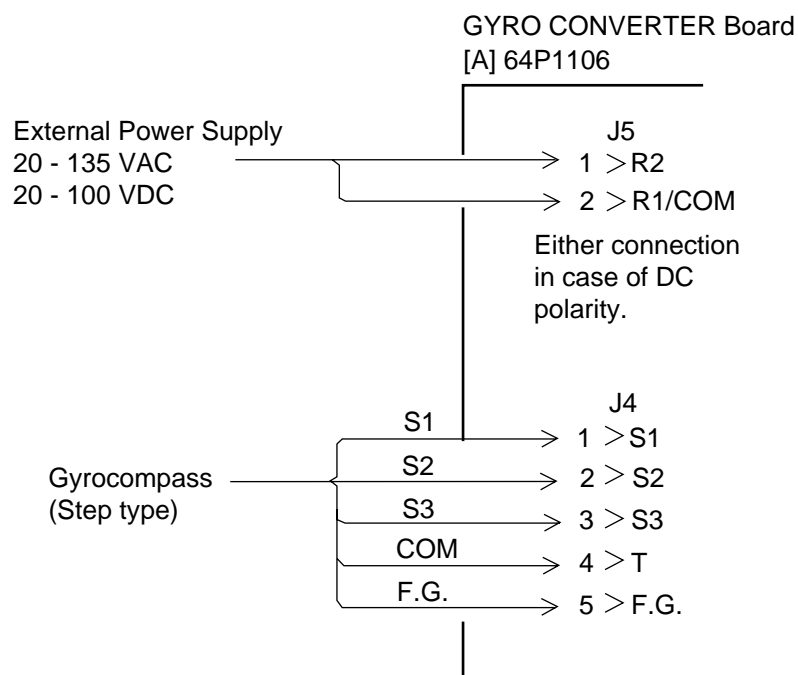 GYRO CONVERTER Board
[A] 64P1106
External Power Supply
20 - 135 VAC
20 - 100 VDC
J5
1 >R2
2 >R1/COM
Either connection
in case of DC
polarity.
J4
S1 1 >S1
S2 2 >S2
Gyrocompass
(Step type)
S3 3 >S3
COM 4 >T
F.G. 5 >F.G.